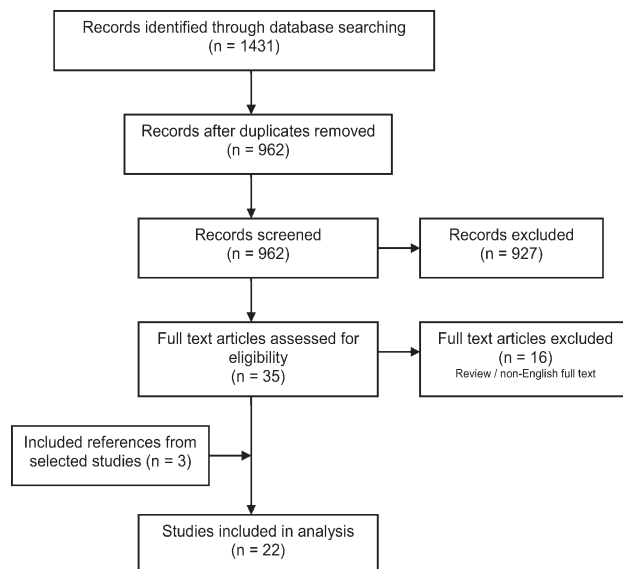 Records identified through database searching
(n = 1431)
Records after duplicates removed
(n = 962)
Records screened
(n = 962)
Records excluded
(n = 927)
Full text articles assessed for
eligibility
(n = 35)
Full text articles excluded
(n = 16)
Review / non-English full text
Included references from
selected studies (n = 3)
Studies included in analysis
(n = 22)